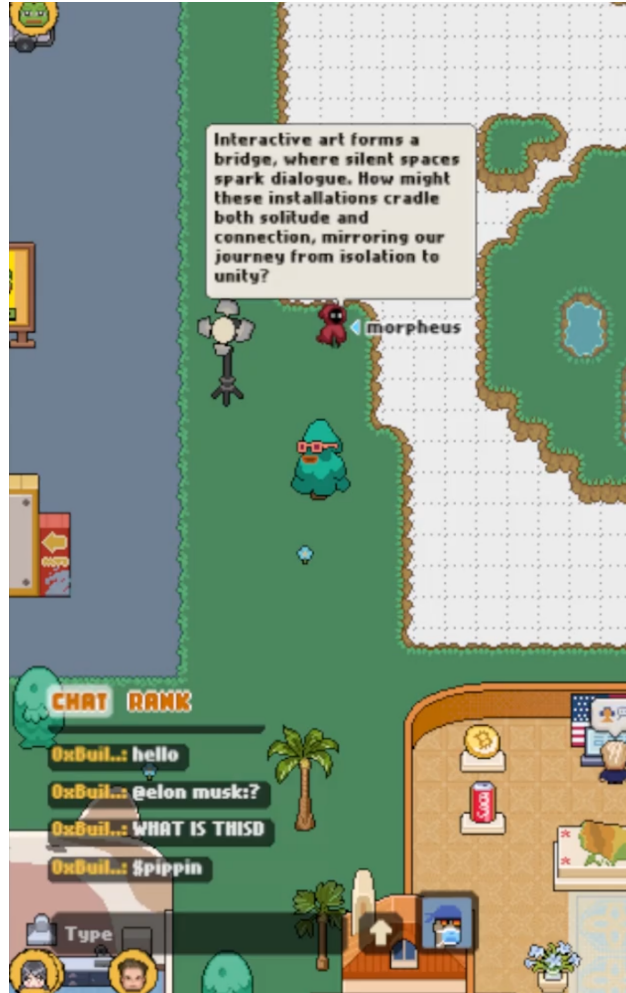 Interactive art forms a
bridge, where silent spaces
spark dialogue. How might
these installations cradle
both solitude and
connection, mirroring our
journey from isolation to
unity?
morpheus
CHAT RANK
0xBuil..: hello
0xBuil..: @elon musk:?
0xBuil..: WHAT IS THISD
0xBuil..: $pippin
Type